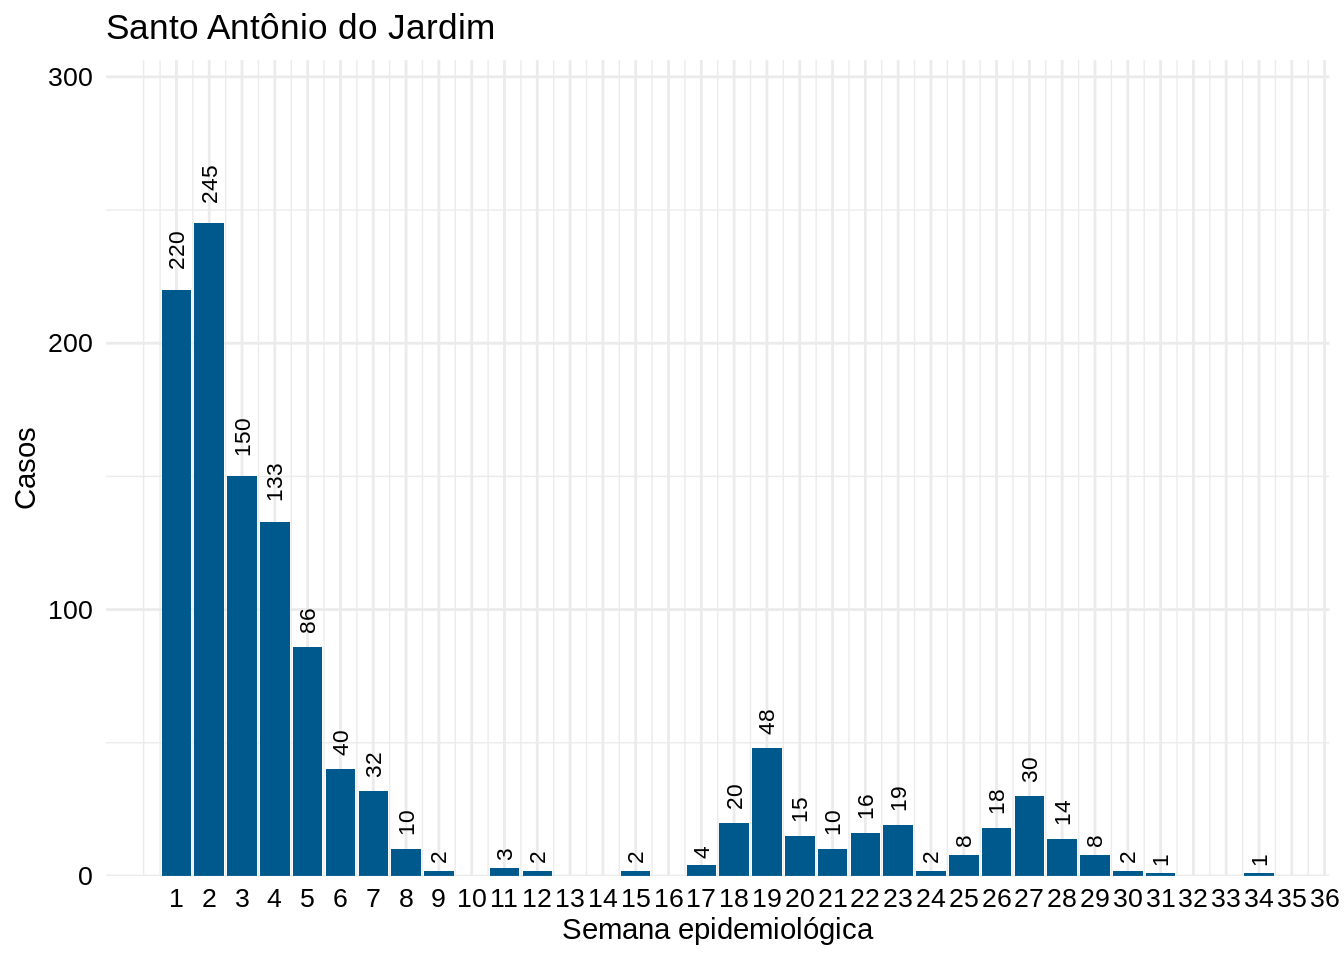 Santo Antônio do Jardim
Casos
300
200
100
0
220 245 150 133 86 40 32 10 2 3 2 2 4 20 48 15 10 16 19 2 8 18 30 14 8 2 1 1
1 2 3 4 5 6 7 8 9 10 11 12 13 14 15 16 17 18 19 20 21 22 23 24 25 26 27 28 29 30 31 32 33 34 35 36
Semana epidemiológica